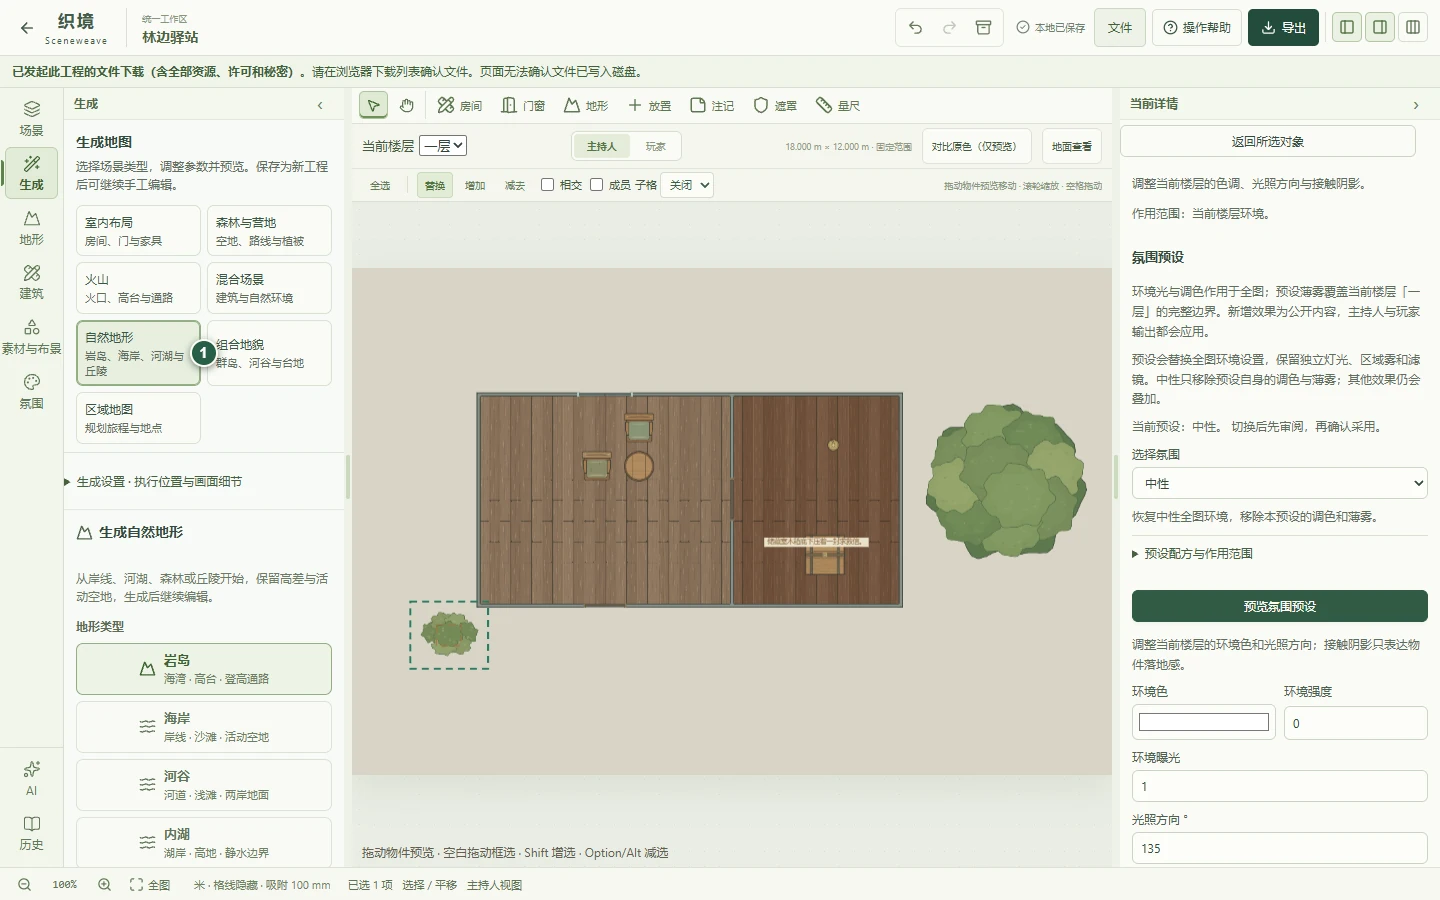 织境
Sceneweave
统一工作区
林边驿站
本地已保存
文件
操作帮助
导出
已发起此工程的文件下载（含全部资源、许可和秘密）。请在浏览器下载列表确认文件。页面无法确认文件已写入磁盘。
场景
生成
地形
建筑
素材与布景
氛围
AI
历史
生成
生成地图
选择场景类型，调整参数并预览。保存为新工程
后可继续手工编辑。
室内布局
房间、门与家具
森林与营地
空地、路线与植被
火山
火口、高台与通路
混合场景
建筑与自然环境
自然地形
岩岛、海岸、河湖与
丘陵
1
组合地貌
群岛、河谷与台地
区域地图
规划旅程与地点
生成设置 · 执行位置与画面细节
生成自然地形
从岸线、河湖、森林或丘陵开始，保留高差与活
动空地，生成后继续编辑。
地形类型
岩岛
海湾 · 高台 · 登高通路
海岸
岸线 · 沙滩 · 活动空地
河谷
河道 · 浅滩 · 两岸地面
内湖
湖岸 · 高地 · 静水边界
房间
门窗
地形
放置
注记
遮罩
量尺
当前楼层
一层
主持人
玩家
18.000 m × 12.000 m · 固定范围
对比原色（仅预览）
地面查看
全选
替换
增加
减去
相交
成员
子格
关闭
拖动物件预览移动 · 滚轮缩放 · 空格拖动
拖动物件预览 · 空白拖动框选 · Shift 增选 · Option/Alt 减选
当前详情
返回所选对象
调整当前楼层的色调、光照方向与接触阴影。
作用范围：当前楼层环境。
氛围预设
环境光与调色作用于全图；预设薄雾覆盖当前楼层「一
层」的完整边界。新增效果为公开内容，主持人与玩家
输出都会应用。
预设会替换全图环境设置，保留独立灯光、区域雾和滤
镜。中性只移除预设自身的调色与薄雾；其他效果仍会
叠加。
当前预设：中性。 切换后先审阅，再确认采用。
选择氛围
中性
恢复中性全图环境，移除本预设的调色和薄雾。
预设配方与作用范围
预览氛围预设
调整当前楼层的环境色和光照方向；接触阴影只表达物
件落地感。
环境色
环境强度
0
环境曝光
1
光照方向 °
135
100%
全图
米 · 格线隐藏 · 吸附 100 mm
已选 1 项
选择 / 平移
主持人视图